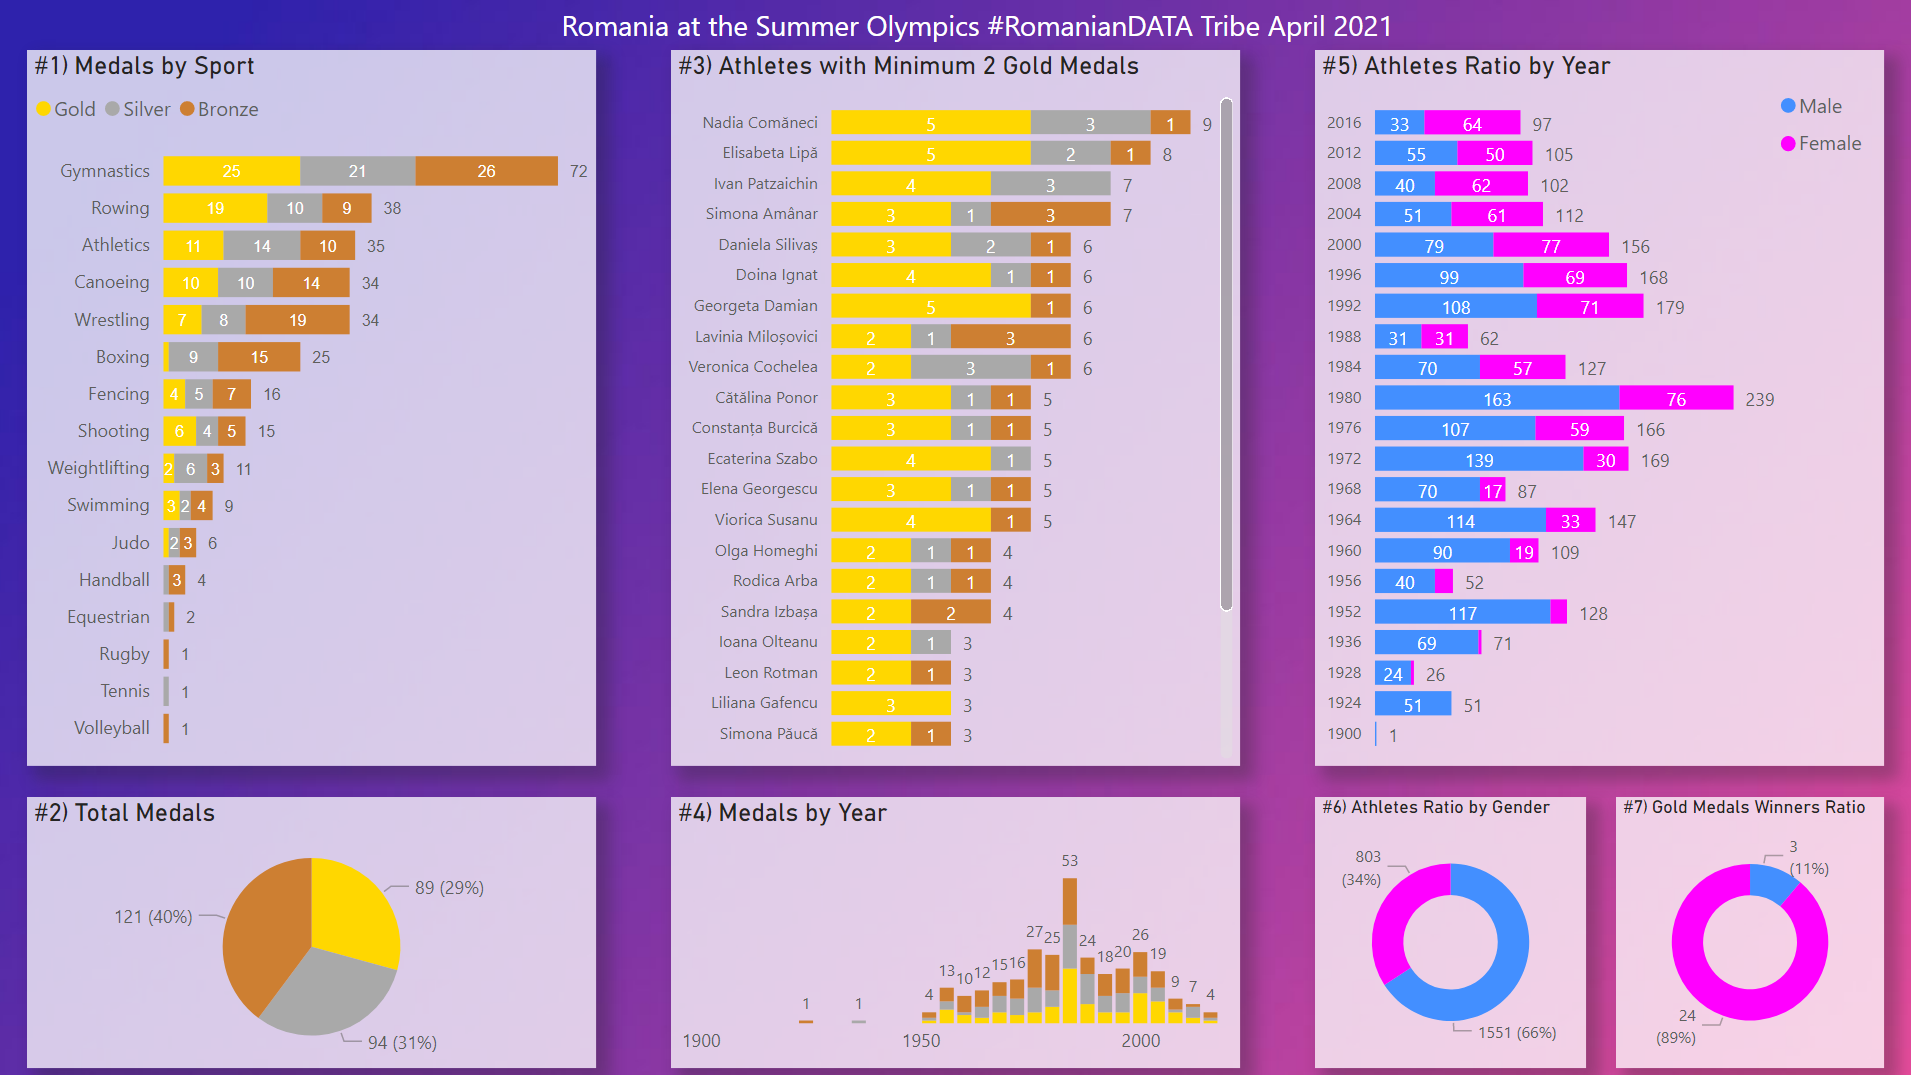 Romania at the Summer Olympics #RomanianDATA Tribe April 2021
#1) Medals by Sport
Gold Silver Bronze
Gymnastics 25 21 26 72
Rowing 19 10 9 38
Athletics 11 14 10 35
Canoeing 10 10 14 34
Wrestling 7 8 19 34
Boxing 9 15 25
Fencing 4 5 7 16
Shooting 6 4 5 15
Weightlifting 2 6 3 11
Swimming 3 2 4 9
Judo 2 3 6
Handball 3 4
Equestrian 2
Rugby 1
Tennis 1
Volleyball 1
#2) Total Medals
89 (29%)
121 (40%)
94 (31%)
#3) Athletes with Minimum 2 Gold Medals
Nadia Comăneci 5 3 1 9
Elisabeta Lipă 5 2 1 8
Ivan Patzaichin 4 3 7
Simona Amânar 3 1 3 7
Daniela Silivaș 3 2 1 6
Doina Ignat 4 1 1 6
Georgeta Damian 5 1 6
Lavinia Miloșovici 2 1 3 6
Veronica Cochelea 2 3 1 6
Cătălina Ponor 3 1 1 5
Constanța Burcică 3 1 1 5
Ecaterina Szabo 4 1 5
Elena Georgescu 3 1 1 5
Viorica Susanu 4 1 5
Olga Homeghi 2 1 1 4
Rodica Arba 2 1 1 4
Sandra Izbașa 2 2 4
Ioana Olteanu 2 1 3
Leon Rotman 2 1 3
Liliana Gafencu 3 3
Simona Păucă 2 1 3
#4) Medals by Year
1 1 4 13 10 12 15 16 27 25 53 24 18 20 26 19 9 7 4
1900 1950 2000
#5) Athletes Ratio by Year
Male
Female
2016 33 64 97
2012 55 50 105
2008 40 62 102
2004 51 61 112
2000 79 77 156
1996 99 69 168
1992 108 71 179
1988 31 31 62
1984 70 57 127
1980 163 76 239
1976 107 59 166
1972 139 30 169
1968 70 17 87
1964 114 33 147
1960 90 19 109
1956 40 52
1952 117 128
1936 69 71
1928 24 26
1924 51 51
1900 1
#6) Athletes Ratio by Gender
803
(34%)
1551 (66%)
#7) Gold Medals Winners Ratio
3
(11%)
24
(89%)